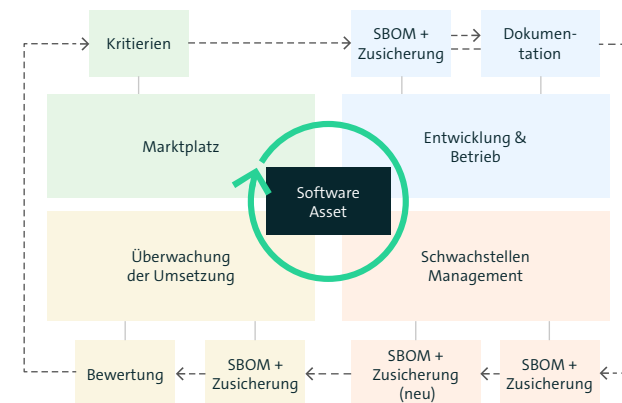 Kritierien
SBOM +
Zusicherung
Dokumen-
tation
Marktplatz
Entwicklung &
Betrieb
Software
Asset
Überwachung
der Umsetzung
Schwachstellen
Management
Bewertung
SBOM +
Zusicherung
SBOM +
Zusicherung
(neu)
SBOM +
Zusicherung